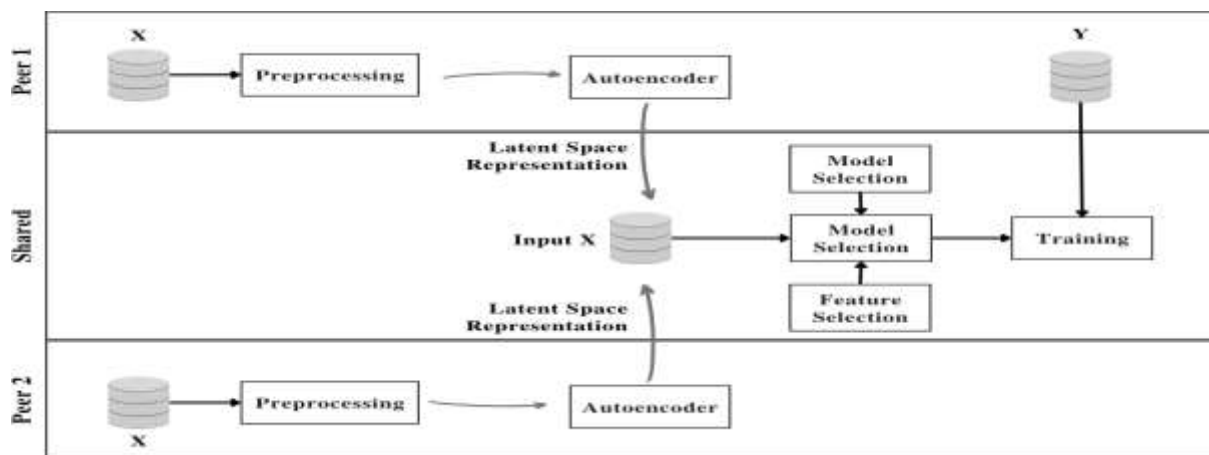 Peer 1
X
Preprocessing
Autoencoder
Y
Shared
Latent Space
Representation
Model
Selection
Input X
Model
Selection
Training
Feature
Selection
Latent Space
Representation
Peer 2
X
Preprocessing
Autoencoder